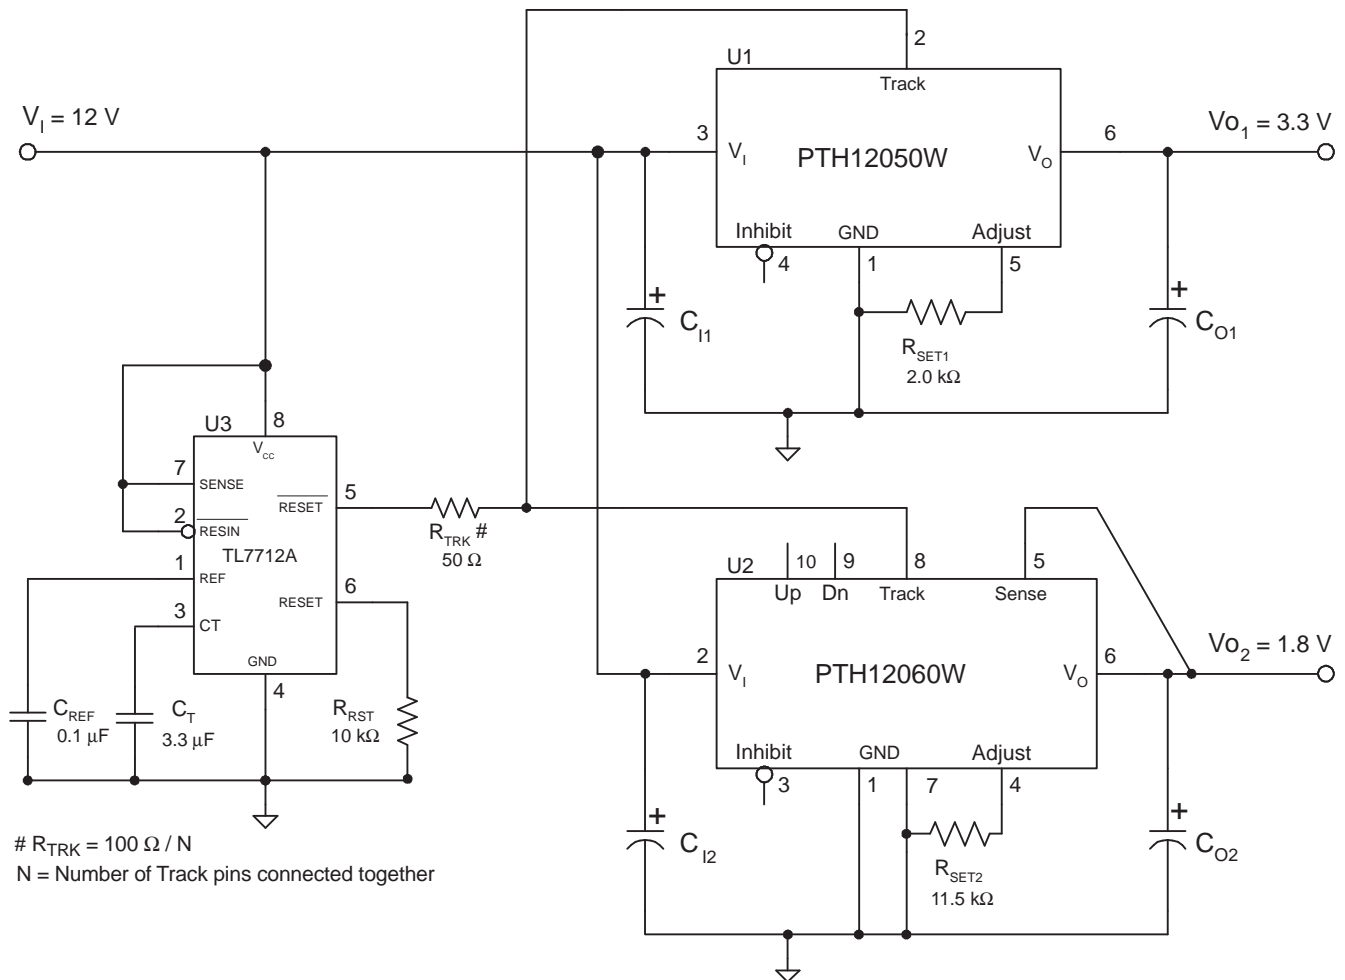 2
U1
Track
V_I = 12 V
3
V_I
PTH12050W
V_O
6
Vo_1 = 3.3 V
Inhibit
GND
Adjust
4
1
5
+
C_I1
R_SET1
2.0 kΩ
+
C_O1
U3
8
V_cc
7
SENSE
2
RESIN
TL7712A
1
REF
3
CT
GND
4
RESET
5
RESET
6
R_TRK #
50 Ω
C_REF
0.1 μF
C_T
3.3 μF
R_RST
10 kΩ
U2
10
9
8
5
Up
Dn
Track
Sense
2
V_I
PTH12060W
V_O
6
Vo_2 = 1.8 V
Inhibit
GND
Adjust
3
1
7
4
+
C_I2
R_SET2
11.5 kΩ
+
C_O2
# R_TRK = 100 Ω / N
N = Number of Track pins connected together